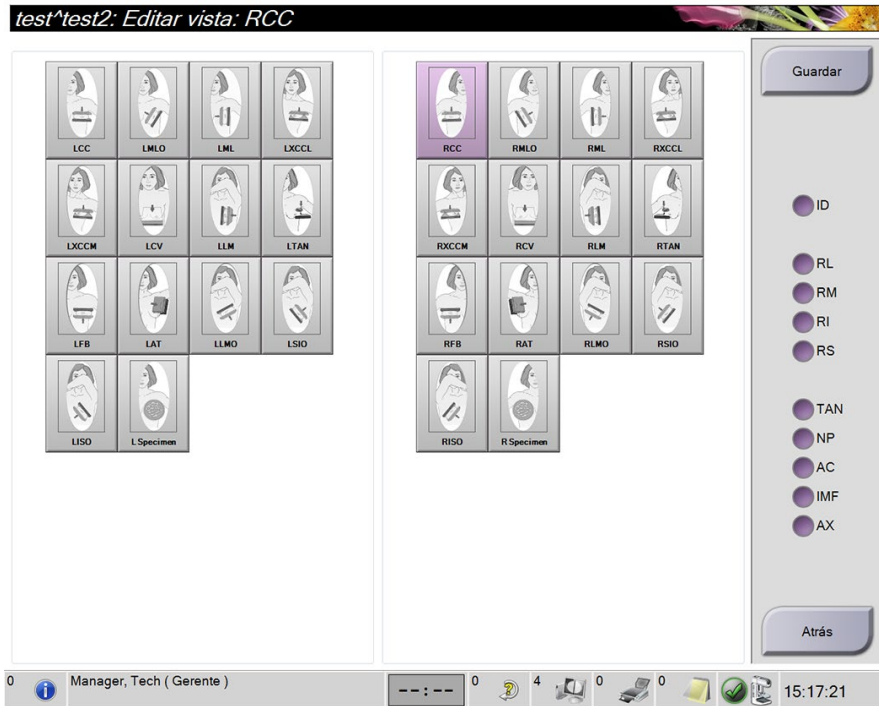 test^test2: Editar vista: RCC
LCC LMLO LML LXCCL
LXCCM LCV LLM LTAN
LFB LAT LLMO LSIO
LISO L Specimen
RCC RMLO RML RXCCL
RXCCM RCV RLM RTAN
RFB RAT RLMO RSIO
RISO R Specimen
Guardar
ID
RL
RM
RI
RS
TAN
NP
AC
IMF
AX
Atrás
0 Manager, Tech ( Gerente ) --:-- 0 4 0 0 15:17:21